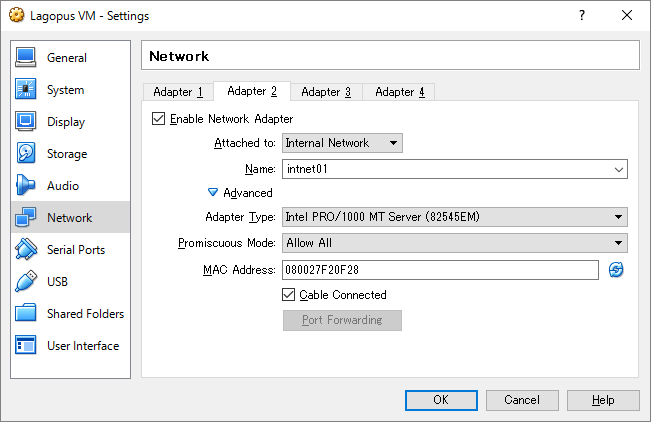 Lagopus VM - Settings
General
System
Display
Storage
Audio
Network
Serial Ports
USB
Shared Folders
User Interface
Network
Adapter 1 Adapter 2 Adapter 3 Adapter 4
Enable Network Adapter
Attached to: Internal Network
Name: intnet01
Advanced
Adapter Type: Intel PRO/1000 MT Server (82545EM)
Promiscuous Mode: Allow All
MAC Address: 080027F20F28
Cable Connected
Port Forwarding
OK Cancel Help